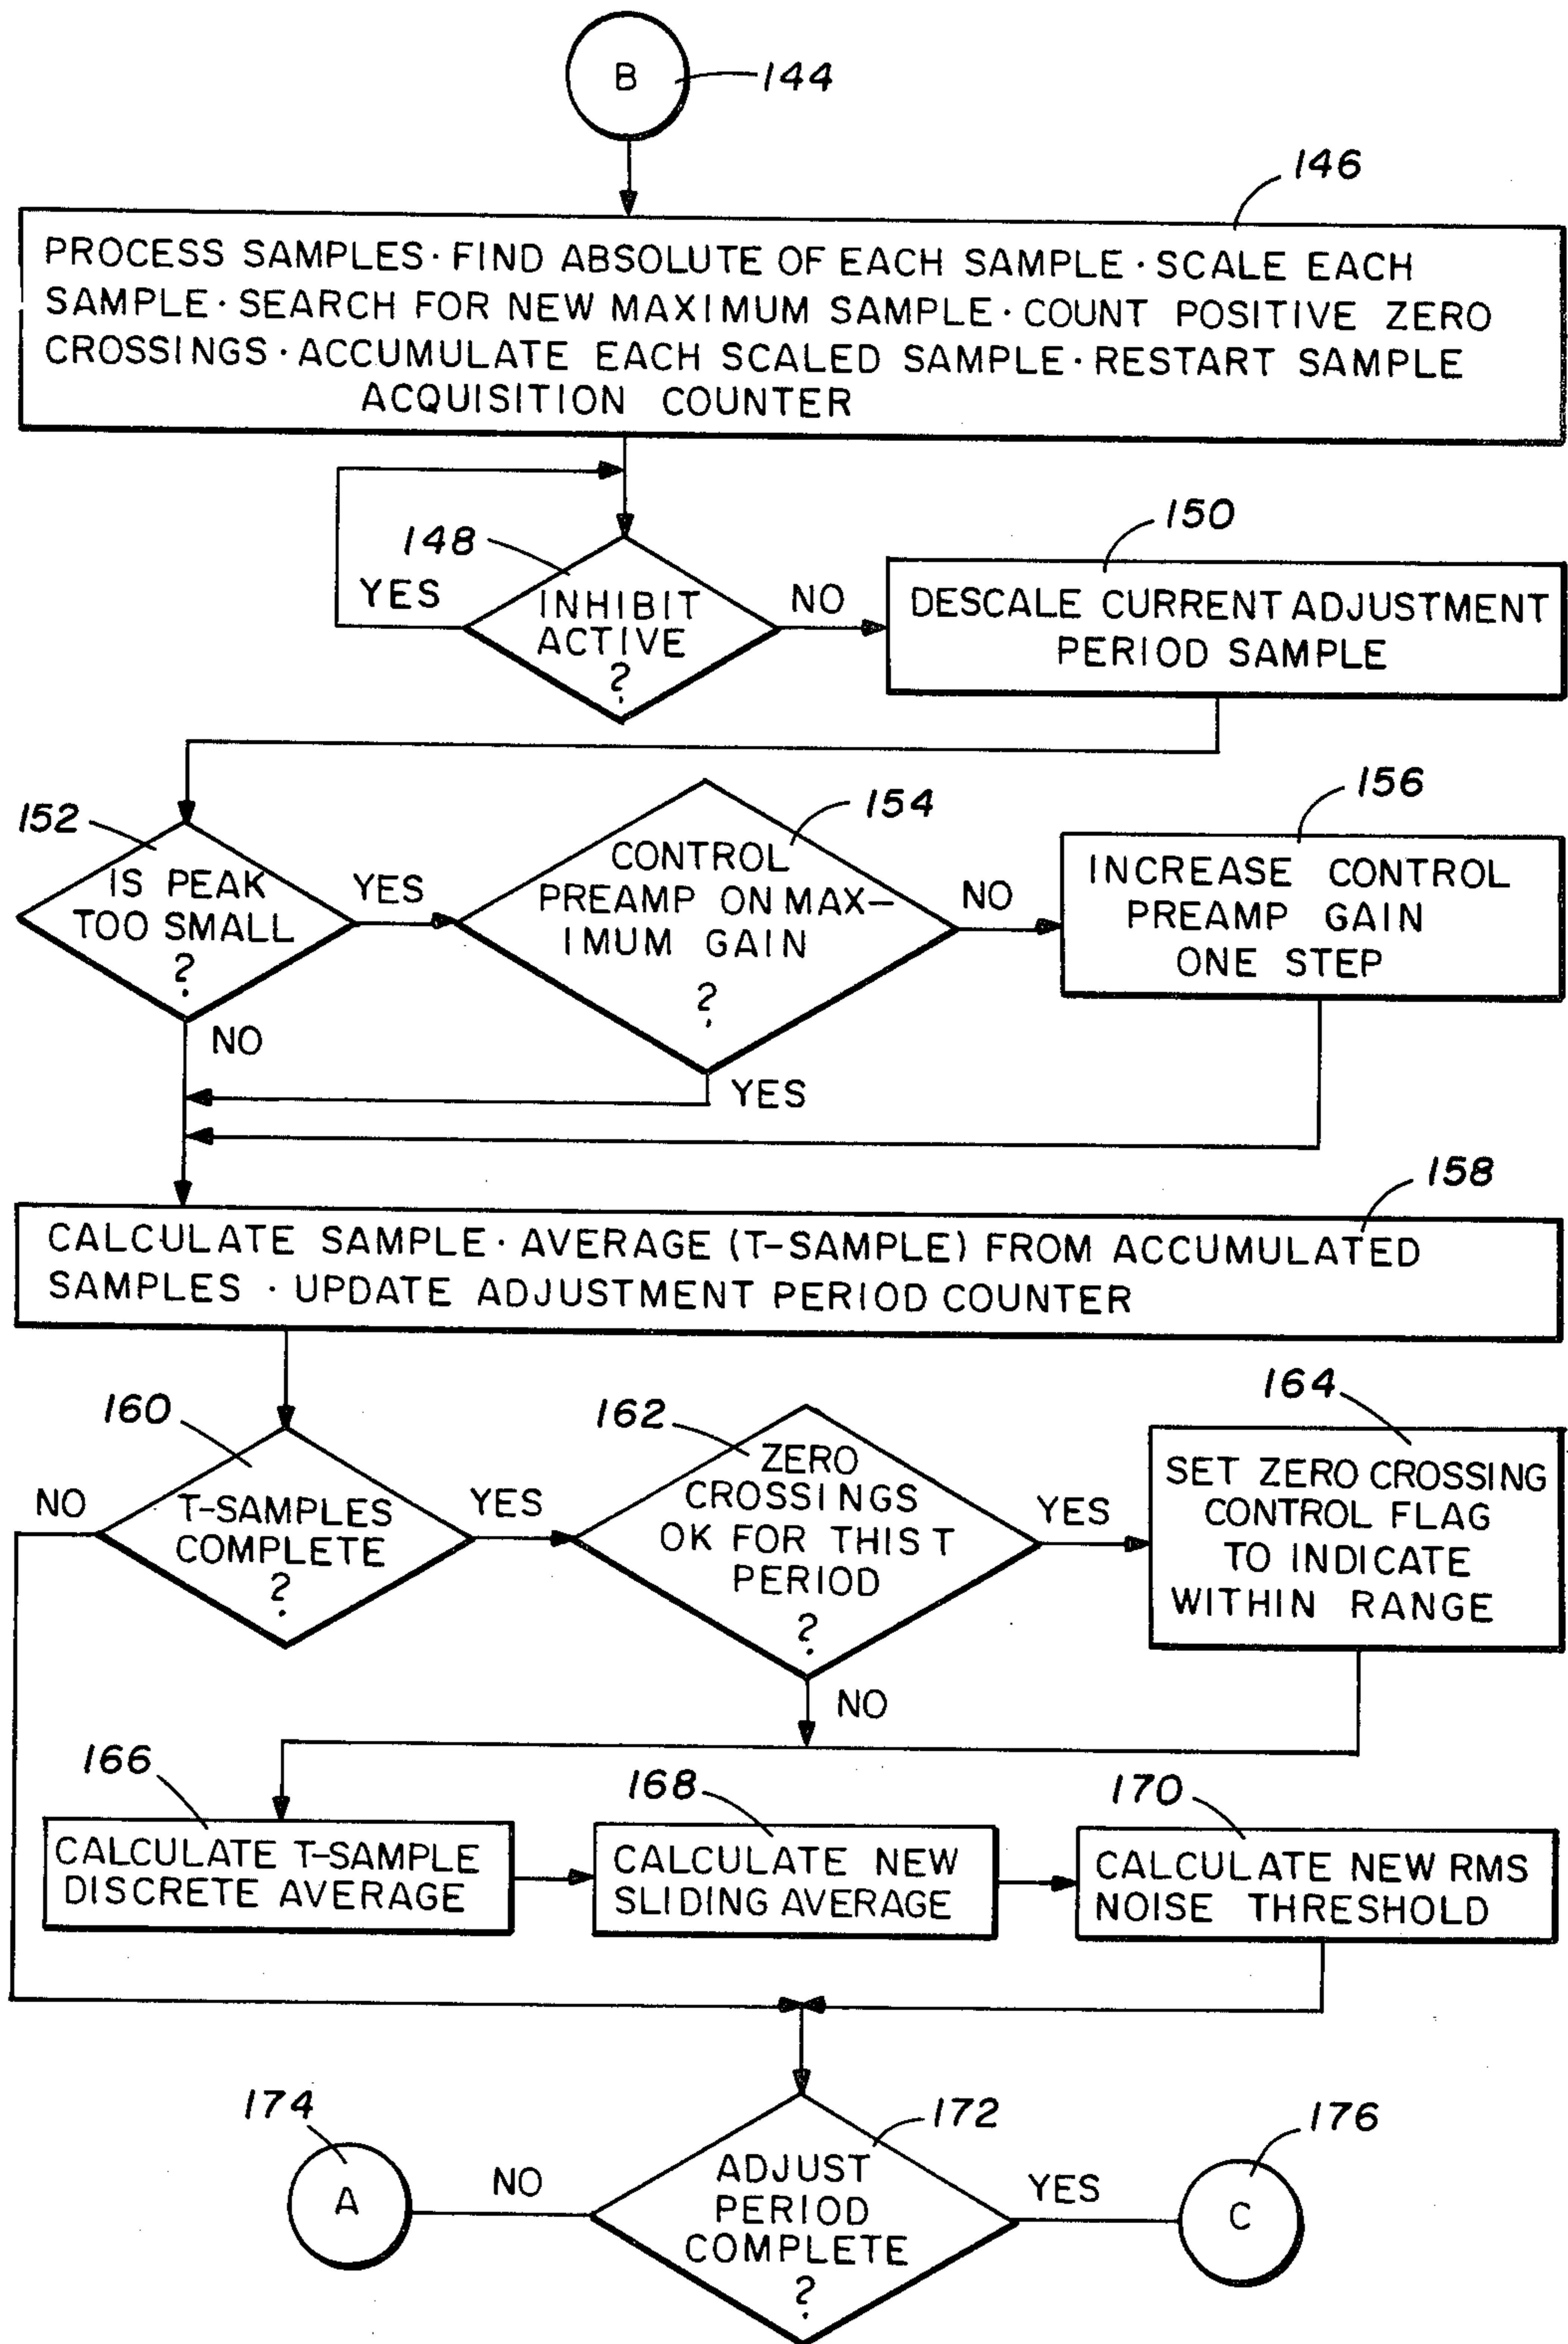 B
144
146
PROCESS SAMPLES · FIND ABSOLUTE OF EACH SAMPLE · SCALE EACH
SAMPLE · SEARCH FOR NEW MAXIMUM SAMPLE · COUNT POSITIVE ZERO
CROSSINGS · ACCUMULATE EACH SCALED SAMPLE · RESTART SAMPLE
ACQUISITION COUNTER
148
YES
INHIBIT
ACTIVE
?
NO
150
DESCALE CURRENT ADJUSTMENT
PERIOD SAMPLE
152
IS PEAK
TOO SMALL
?
YES
NO
154
CONTROL
PREAMP ON MAX-
IMUM GAIN
?
NO
YES
156
INCREASE CONTROL
PREAMP GAIN
ONE STEP
158
CALCULATE SAMPLE · AVERAGE (T-SAMPLE) FROM ACCUMULATED
SAMPLES · UPDATE ADJUSTMENT PERIOD COUNTER
160
NO
T-SAMPLES
COMPLETE
?
YES
162
ZERO
CROSSINGS
OK FOR THIS T
PERIOD
?
YES
NO
164
SET ZERO CROSSING
CONTROL FLAG
TO INDICATE
WITHIN RANGE
166
CALCULATE T-SAMPLE
DISCRETE AVERAGE
168
CALCULATE NEW
SLIDING AVERAGE
170
CALCULATE NEW RMS
NOISE THRESHOLD
174
A
NO
172
ADJUST
PERIOD
COMPLETE
?
YES
176
C